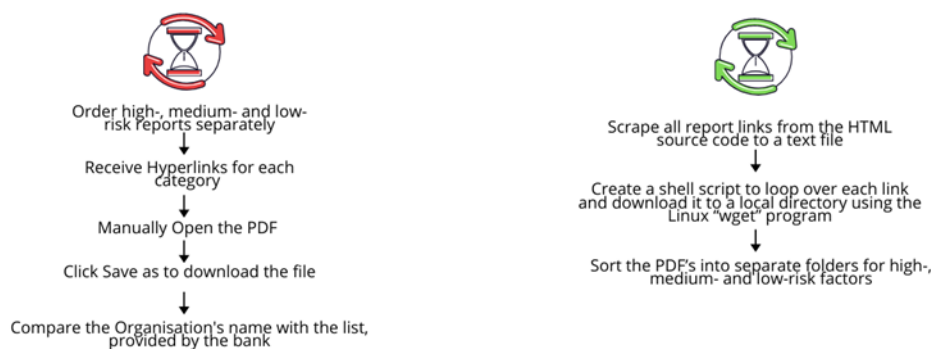 Order high-, medium- and low-
risk reports separately
Receive Hyperlinks for each
category
Manually Open the PDF
Click Save as to download the file
Compare the Organisation's name with the list,
provided by the bank
Scrape all report links from the HTML
source code to a text file
Create a shell script to loop over each link
and download it to a local directory using the
Linux “wget” program
Sort the PDF’s into separate folders for high-,
medium- and low-risk factors